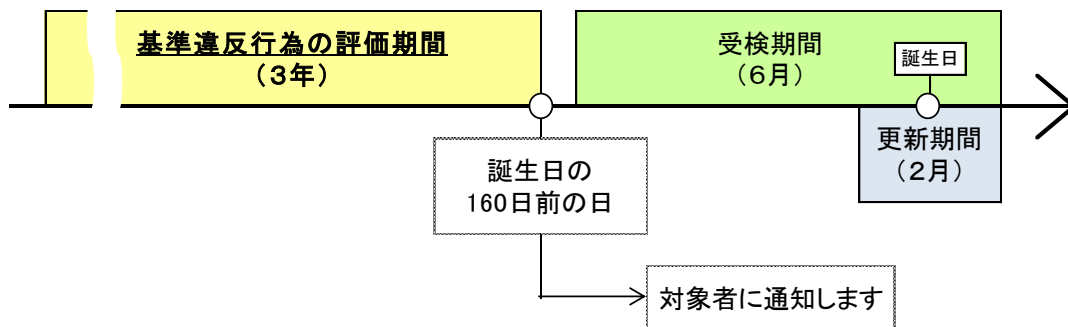 基準違反行為の評価期間
（３年）
受検期間
（６月）
誕生日
更新期間
（２月）
誕生日の
160日前の日
対象者に通知します